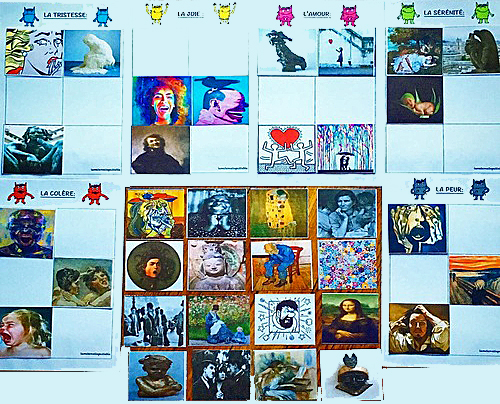 LA TRISTESSE:
LA JOIE
L'AMOUR
LA SÉRÉNITÉ:
LA COLÈRE:
LA PEUR: